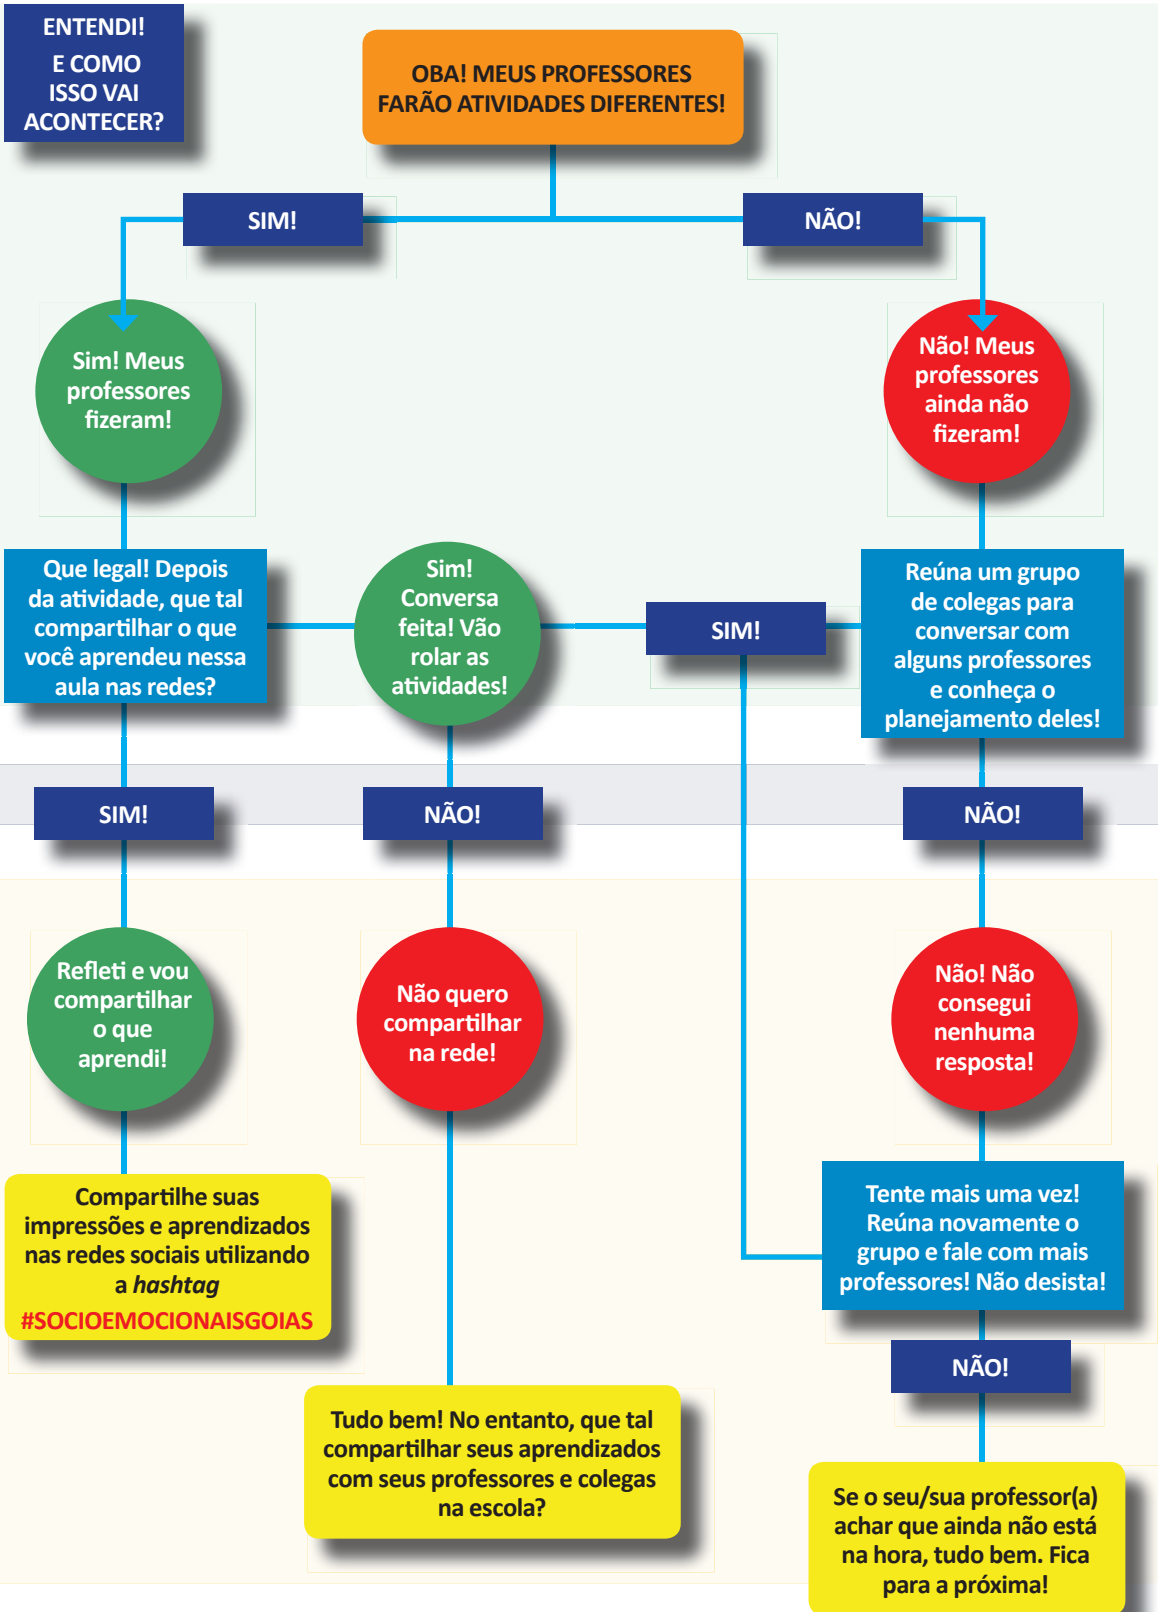 ENTENDI!
E COMO
ISSO VAI
ACONTECER?
OBA! MEUS PROFESSORES
FARÃO ATIVIDADES DIFERENTES!
SIM!
NÃO!
Sim! Meus
professores
fizeram!
Não! Meus
professores
ainda não
fizeram!
Que legal! Depois
da atividade, que tal
compartilhar o que
você aprendeu nessa
aula nas redes?
Sim!
Conversa
feita! Vão
rolar as
atividades!
SIM!
Reúna um grupo
de colegas para
conversar com
alguns professores
e conheça o
planejamento deles!
SIM!
NÃO!
NÃO!
Refleti e vou
compartilhar
o que
aprendi!
Não quero
compartilhar
na rede!
Não! Não
consegui
nenhuma
resposta!
Compartilhe suas
impressões e aprendizados
nas redes sociais utilizando
a hashtag
#SOCIOEMOCIONAISGOIAS
Tente mais uma vez!
Reúna novamente o
grupo e fale com mais
professores! Não desista!
NÃO!
Tudo bem! No entanto, que tal
compartilhar seus aprendizados
com seus professores e colegas
na escola?
Se o seu/sua professor(a)
achar que ainda não está
na hora, tudo bem. Fica
para a próxima!